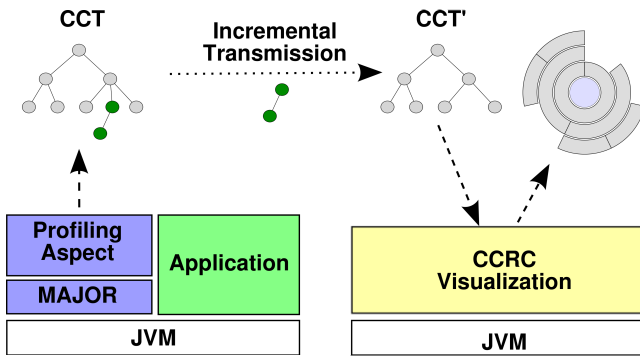 CCT
Incremental
Transmission
CCT'
Profiling
Aspect
MAJOR
Application
JVM
CCRC
Visualization
JVM